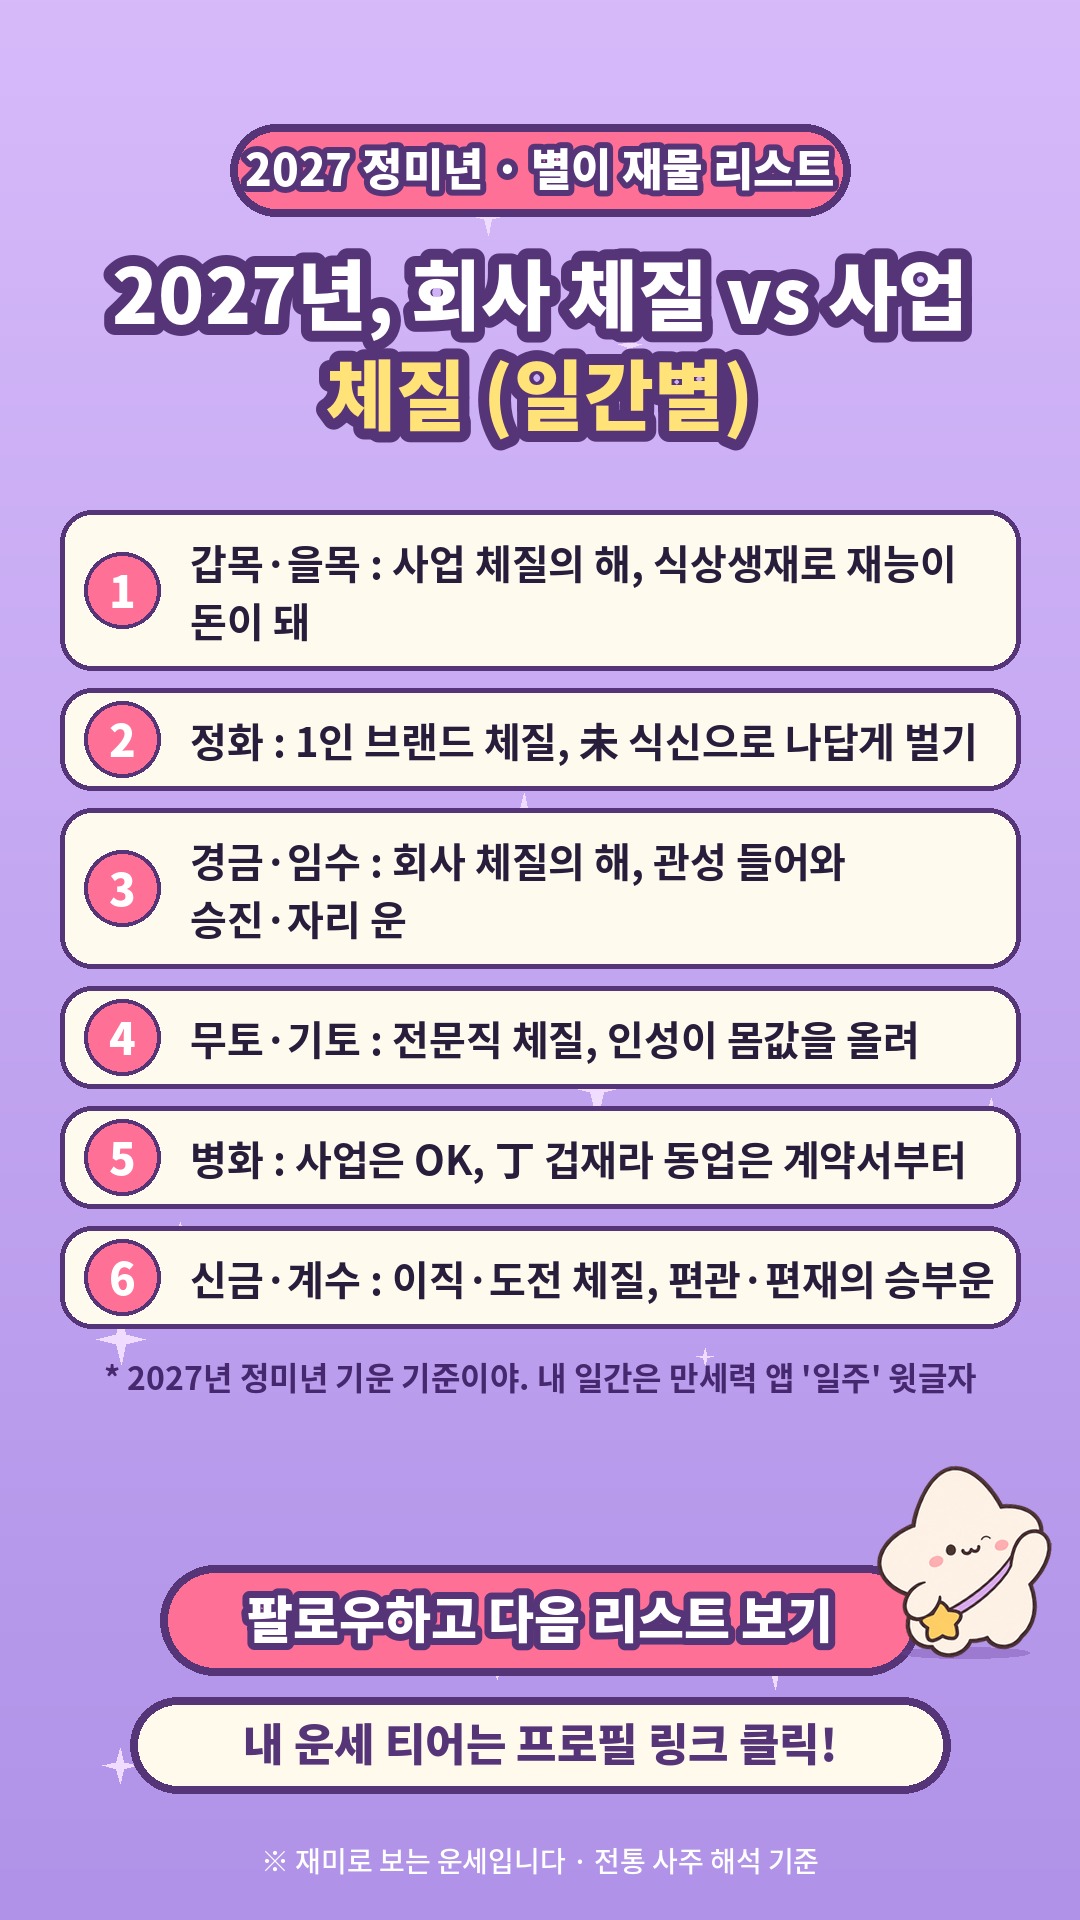 2027 정미년 · 별이 재물 리스트
2027년, 회사 체질 vs 사업
체질 (일간별)
1
갑목·을목 : 사업 체질의 해, 식상생재로 재능이
돈이 돼
2
정화 : 1인 브랜드 체질, 未 식신으로 나답게 벌기
3
경금·임수 : 회사 체질의 해, 관성 들어와
승진·자리 운
4
무토·기토 : 전문직 체질, 인성이 몸값을 올려
5
병화 : 사업은 OK, 丁 겁재라 동업은 계약서부터
6
신금·계수 : 이직·도전 체질, 편관·편재의 승부운
* 2027년 정미년 기운 기준이야. 내 일간은 만세력 앱 '일주' 윗글자
팔로우하고 다음 리스트 보기
내 운세 티어는 프로필 링크 클릭!
※ 재미로 보는 운세입니다 · 전통 사주 해석 기준